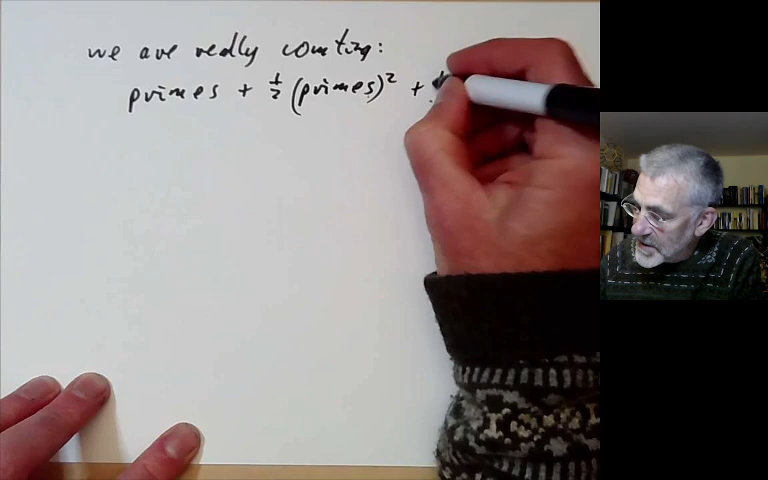 we are really counting:
primes + ½ (primes)² +